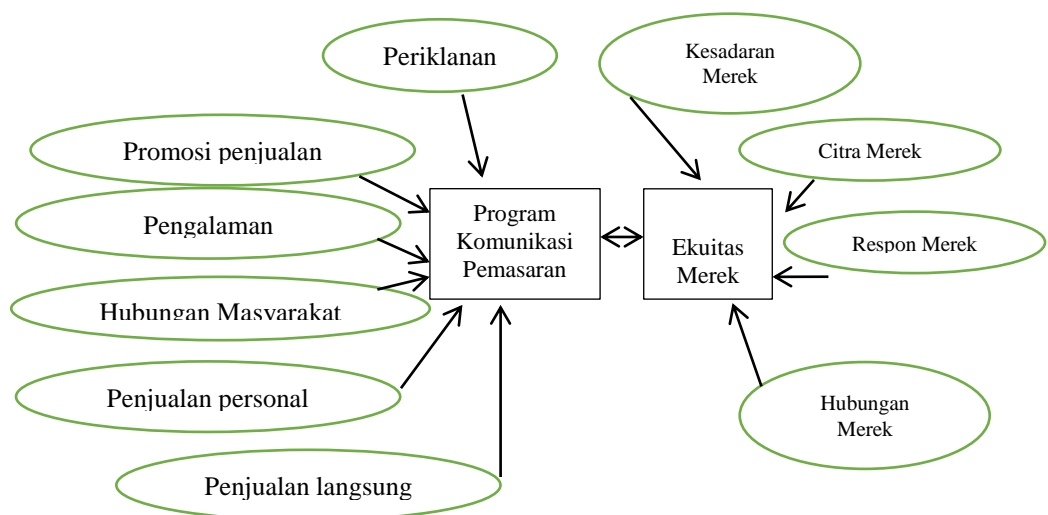 Periklanan
Kesadaran
Merek
Promosi penjualan
Citra Merek
Pengalaman
Program
Komunikasi
Pemasaran
Ekuitas
Merek
Respon Merek
Hubungan Masyarakat
Penjualan personal
Hubungan
Merek
Penjualan langsung